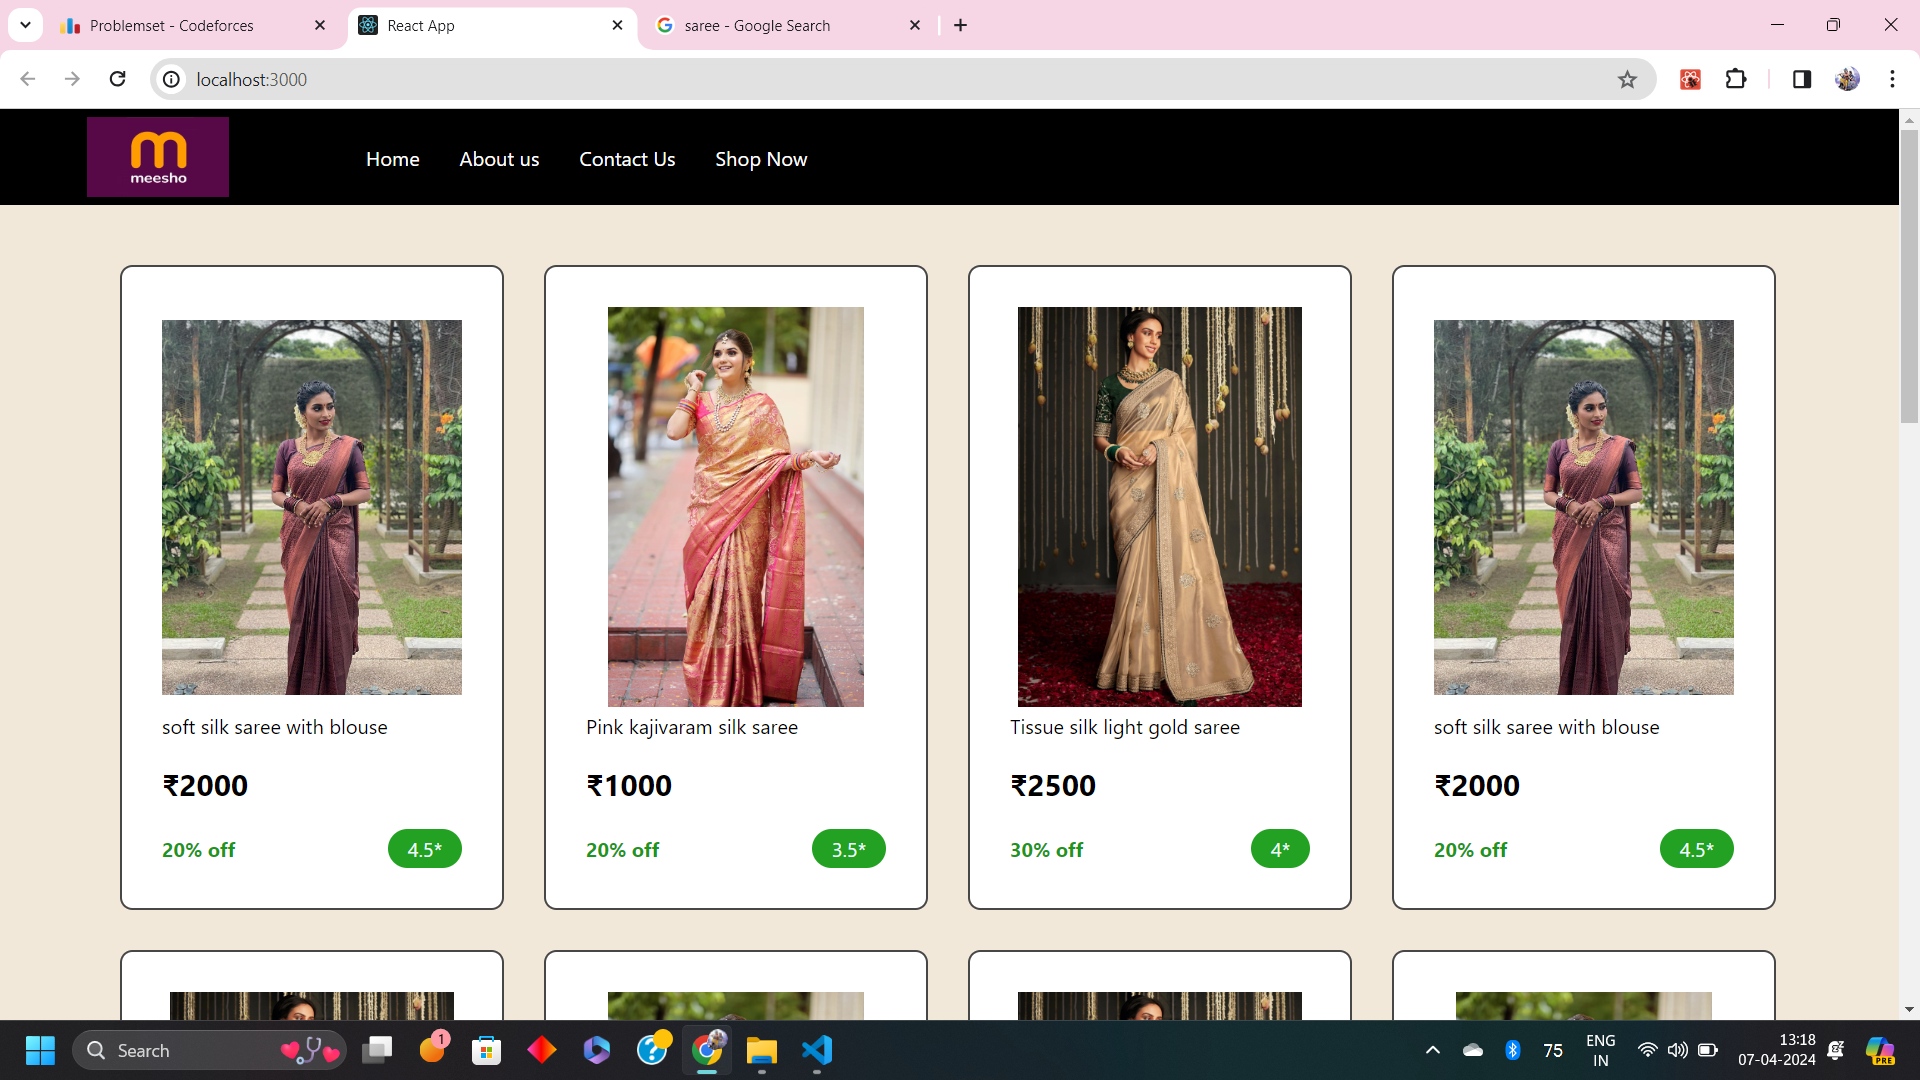 Problemset - Codeforces
React App
saree - Google Search
localhost:3000
meesho
Home
About us
Contact Us
Shop Now
soft silk saree with blouse
₹2000
20% off
4.5*
Pink kajivaram silk saree
₹1000
20% off
3.5*
Tissue silk light gold saree
₹2500
30% off
4*
soft silk saree with blouse
₹2000
20% off
4.5*
Search
1
75
ENG
IN
13:18
07-04-2024
PRE